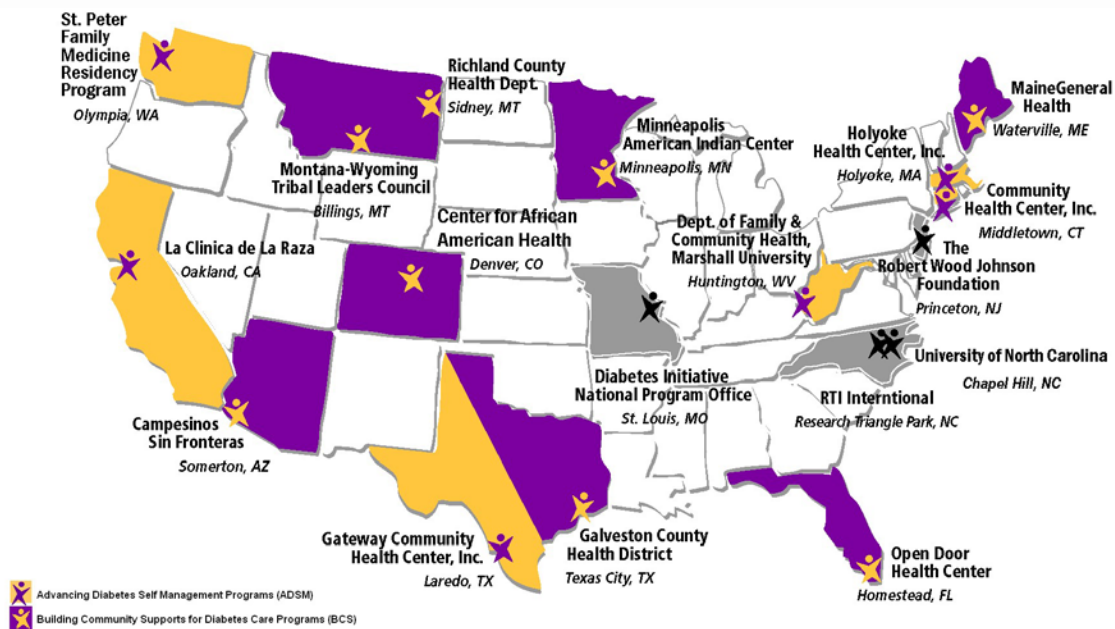 St. Peter
Family
Medicine
Residency
Program
Olympia, WA
Richland County
Health Dept.
Sidney, MT
Montana-Wyoming
Tribal Leaders Council
Billings, MT
Minneapolis
American Indian Center
Minneapolis, MN
MaineGeneral
Health
Waterville, ME
Holyoke
Health Center, Inc.
Holyoke, MA
Community
Health Center, Inc.
Middletown, CT
La Clinica de La Raza
Oakland, CA
Center for African
American Health
Denver, CO
Dept. of Family &
Community Health,
Marshall University
Huntington, WV
The
Robert Wood Johnson
Foundation
Princeton, NJ
University of North Carolina
Chapel Hill, NC
RTI Interntional
Research Triangle Park, NC
Diabetes Initiative
National Program Office
St. Louis, MO
Campesinos
Sin Fronteras
Somerton, AZ
Gateway Community
Health Center, Inc.
Laredo, TX
Galveston County
Health District
Texas City, TX
Open Door
Health Center
Homestead, FL
Advancing Diabetes Self Management Programs (ADSM)
Building Community Supports for Diabetes Care Programs (BCS)